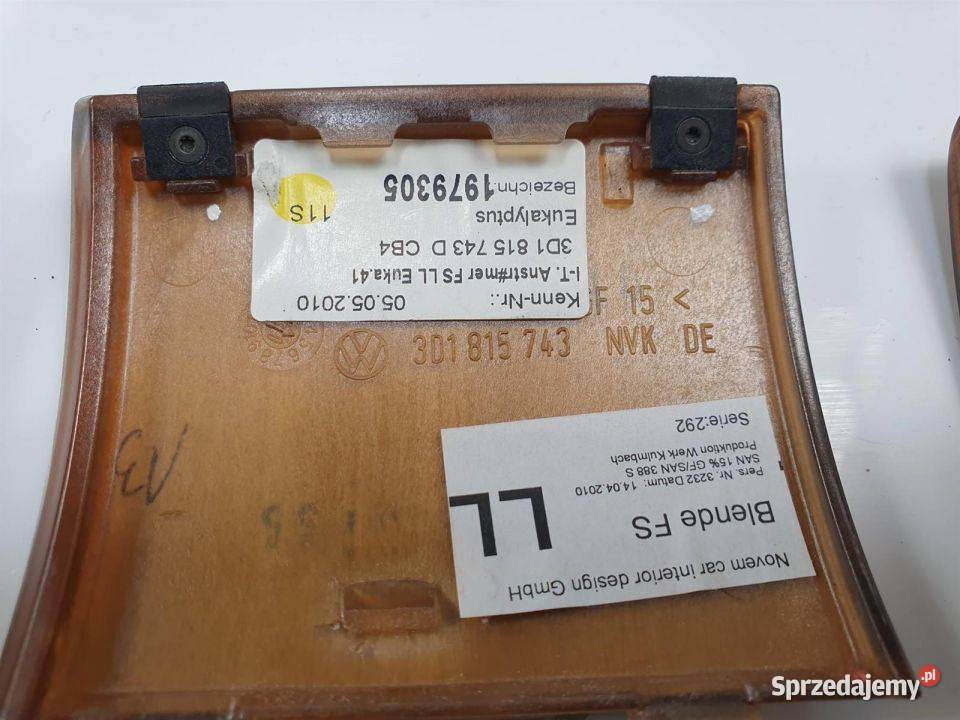 Kenn-Nr.: 05.05.2010
I-T. Anstr#mer FS LL Euka.41
3D1 815 743 D CB4
Eukalyptus
Bezeichn.:
1979305
11S
F 15 <
3D1 815 743 NVK DE
Novem car interior design GmbH
Blende FS
LL
Pers. Nr. 3232 Datum: 14.04.2010
SAN 15% GF/SAN 388 S
Produktion Werk Kulmbach
Serie:292
Sprzedajemy.pl